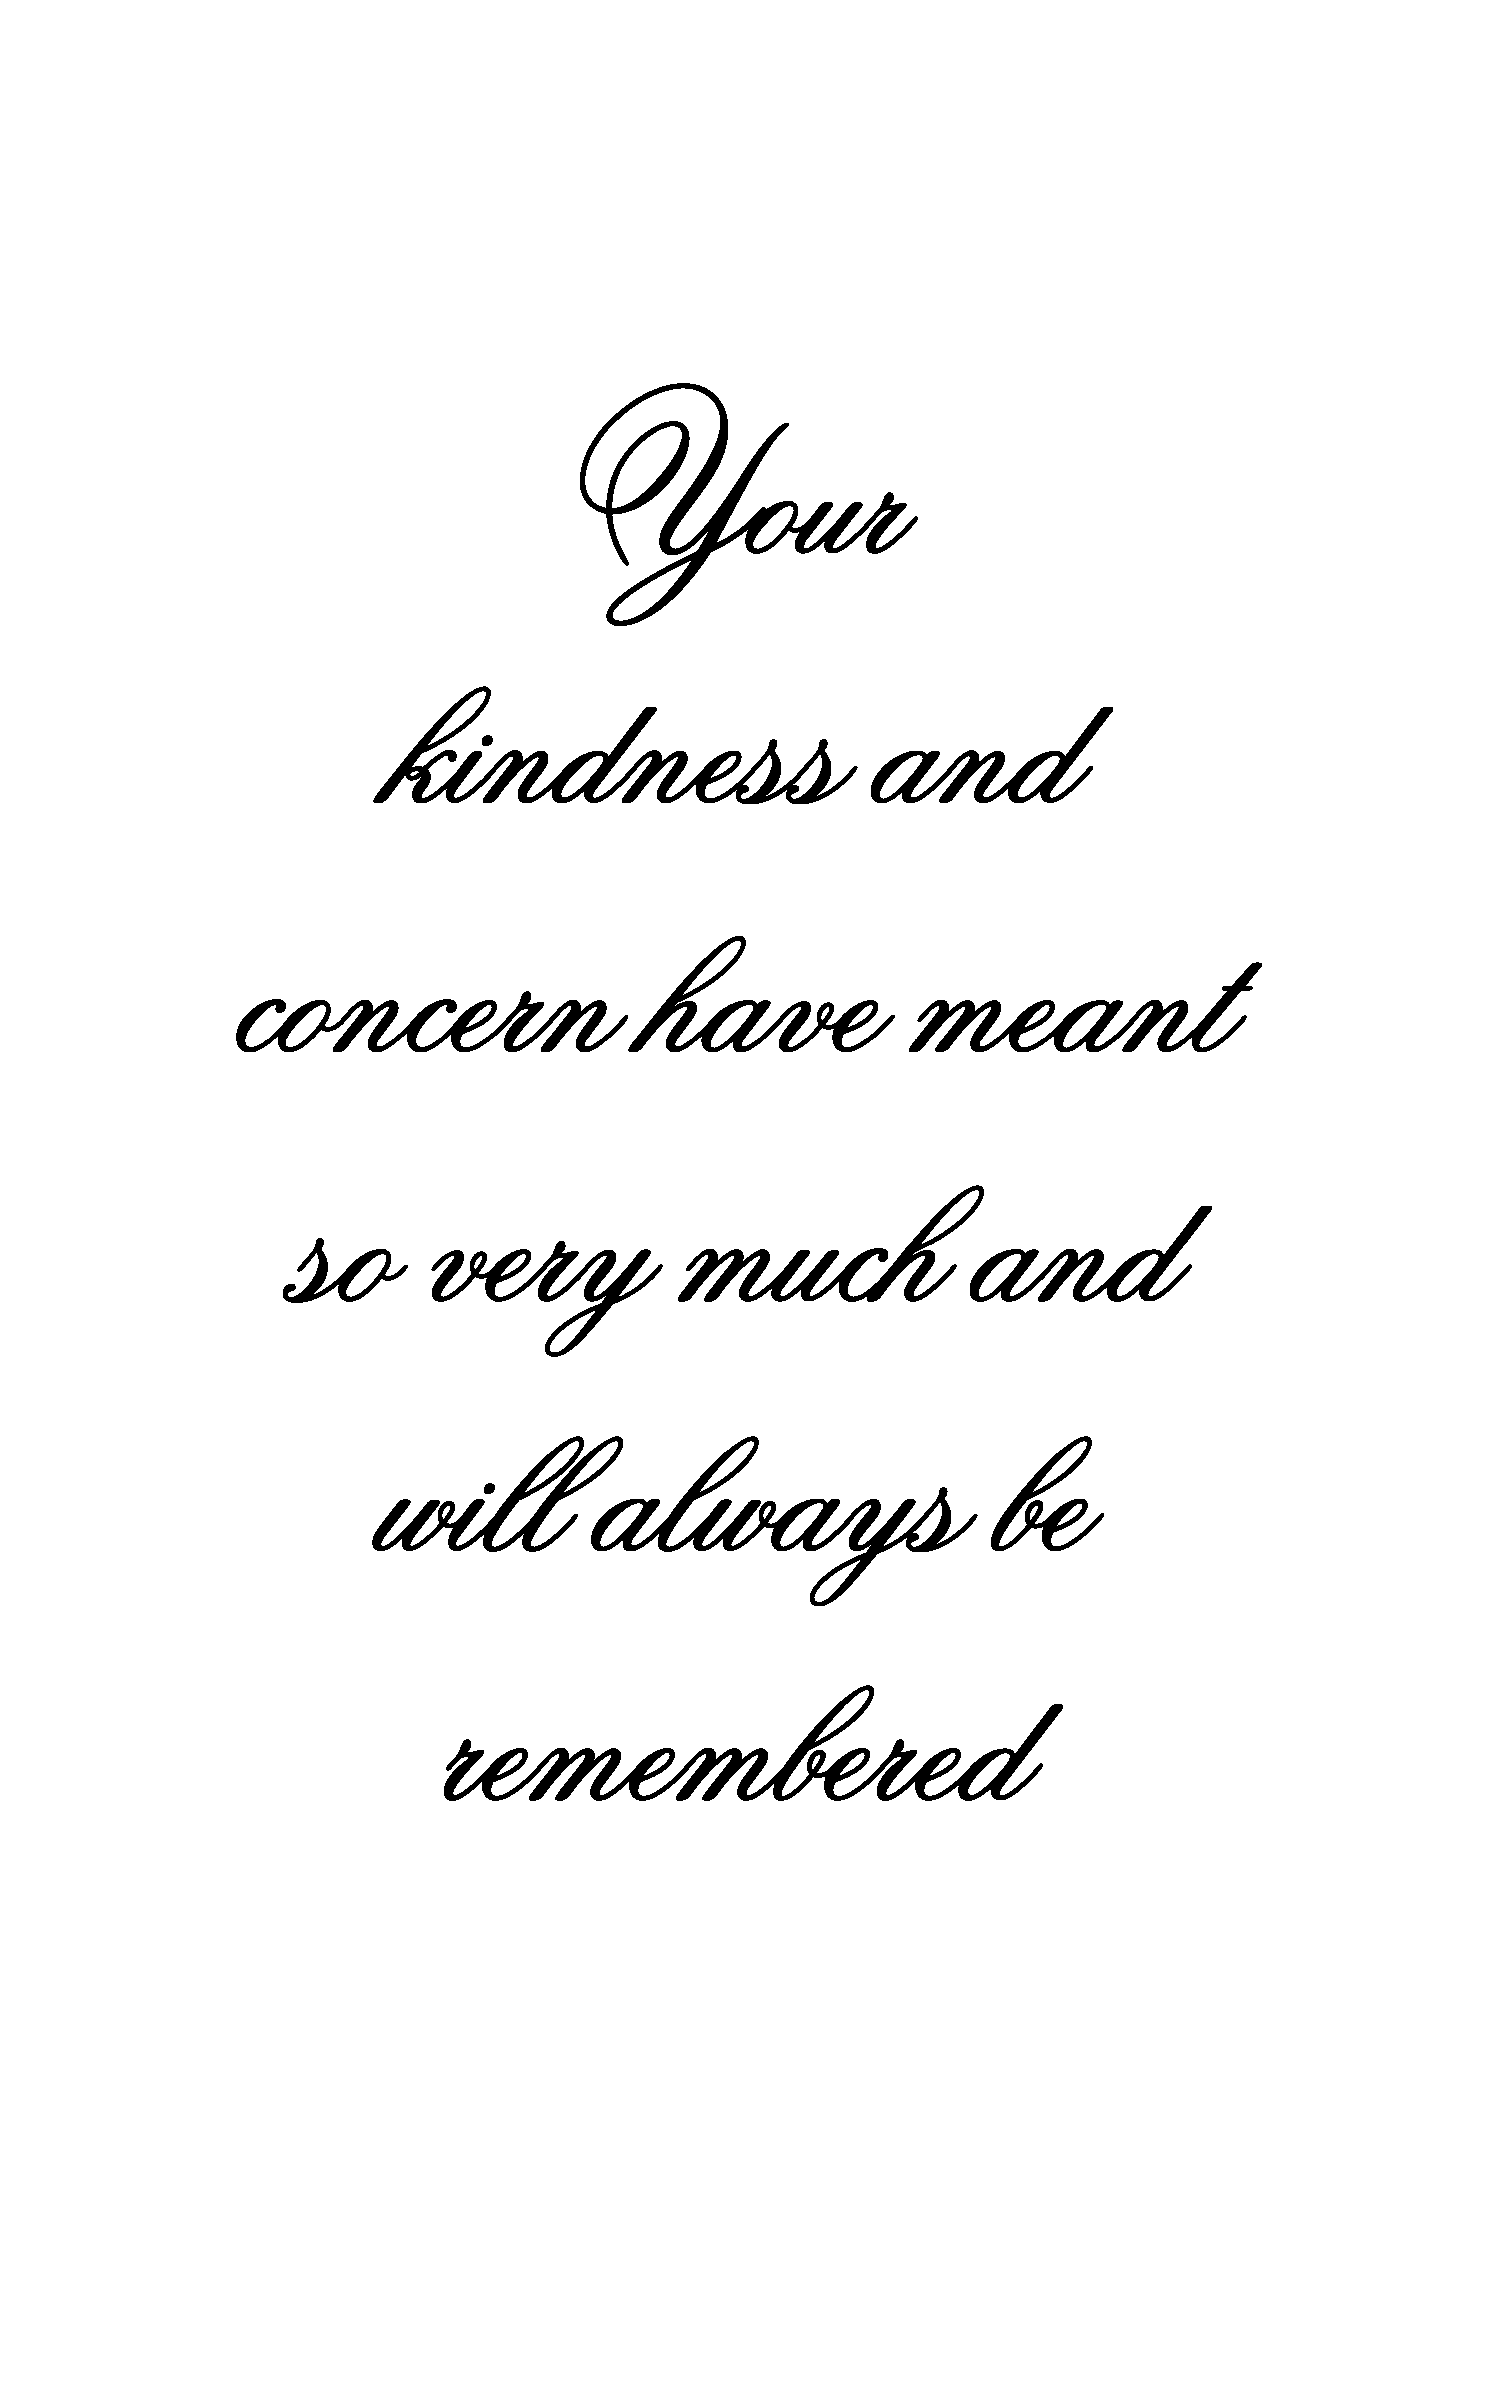 Your
kindness and
concern have meant
so very much and
will always be
remembered